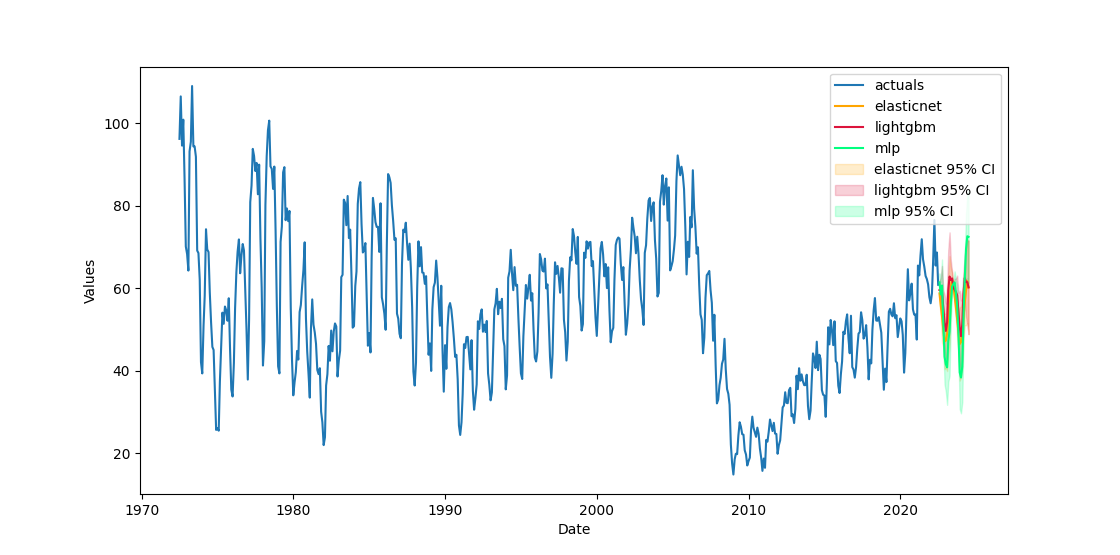 100
80
60
40
20
Values
1970
1980
1990
2000
2010
2020
Date
actuals
elasticnet
lightgbm
mlp
elasticnet 95% CI
lightgbm 95% CI
mlp 95% CI